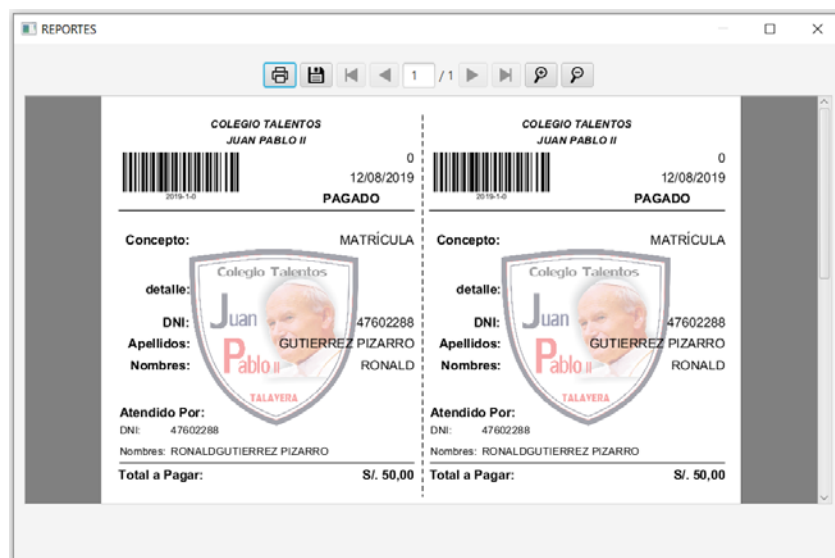 REPORTES
1 / 1
COLEGIO TALENTOS
JUAN PABLO II
0
12/08/2019
2019-1-0
PAGADO
Concepto: MATRÍCULA
Colegio Talentos
detalle:
Juan
DNI: 47602288
Apellidos: GUTIERREZ PIZARRO
Pablo II
Nombres: RONALD
TALAVERA
Atendido Por:
DNI: 47602288
Nombres: RONALDGUTIERREZ PIZARRO
Total a Pagar: S/. 50,00
COLEGIO TALENTOS
JUAN PABLO II
0
12/08/2019
2019-1-0
PAGADO
Concepto: MATRÍCULA
Colegio Talentos
detalle:
Juan
DNI: 47602288
Apellidos: GUTIERREZ PIZARRO
Pablo II
Nombres: RONALD
TALAVERA
Atendido Por:
DNI: 47602288
Nombres: RONALDGUTIERREZ PIZARRO
Total a Pagar: S/. 50,00